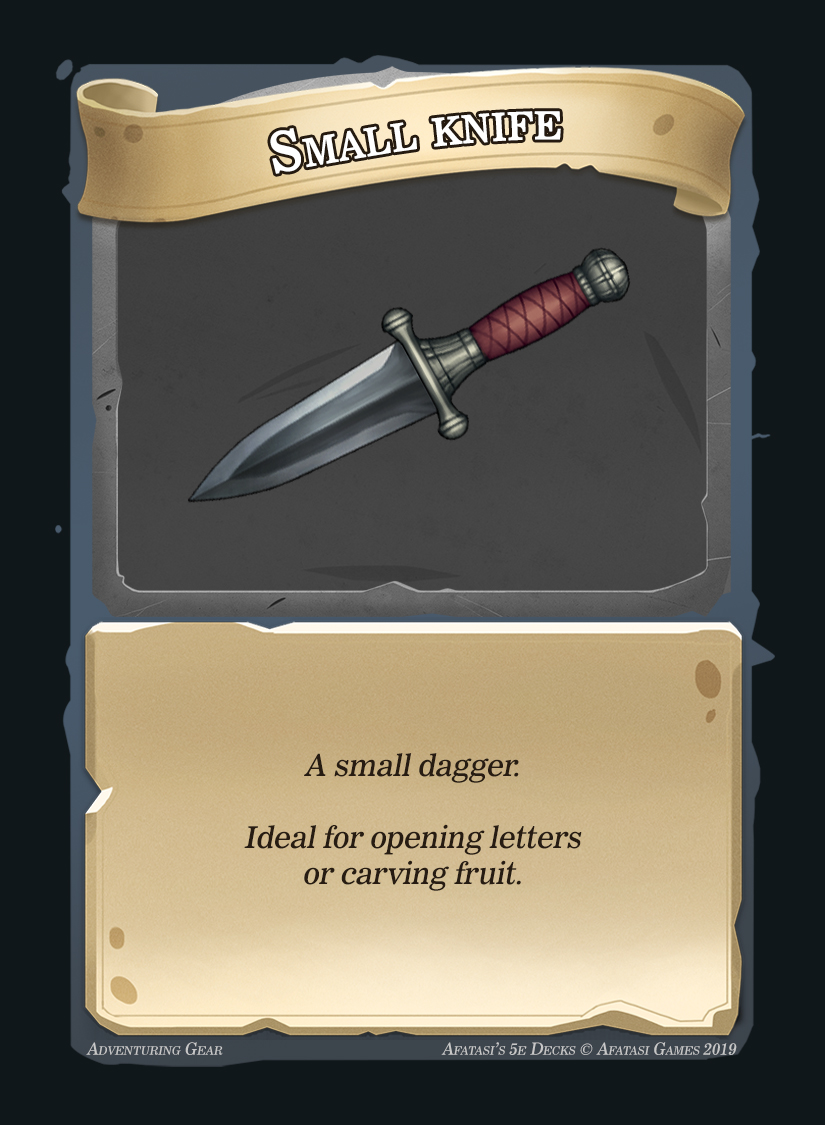 Small knife
A small dagger.
Ideal for opening letters
or carving fruit.
Adventuring Gear
Afatasi's 5e Decks © Afatasi Games 2019